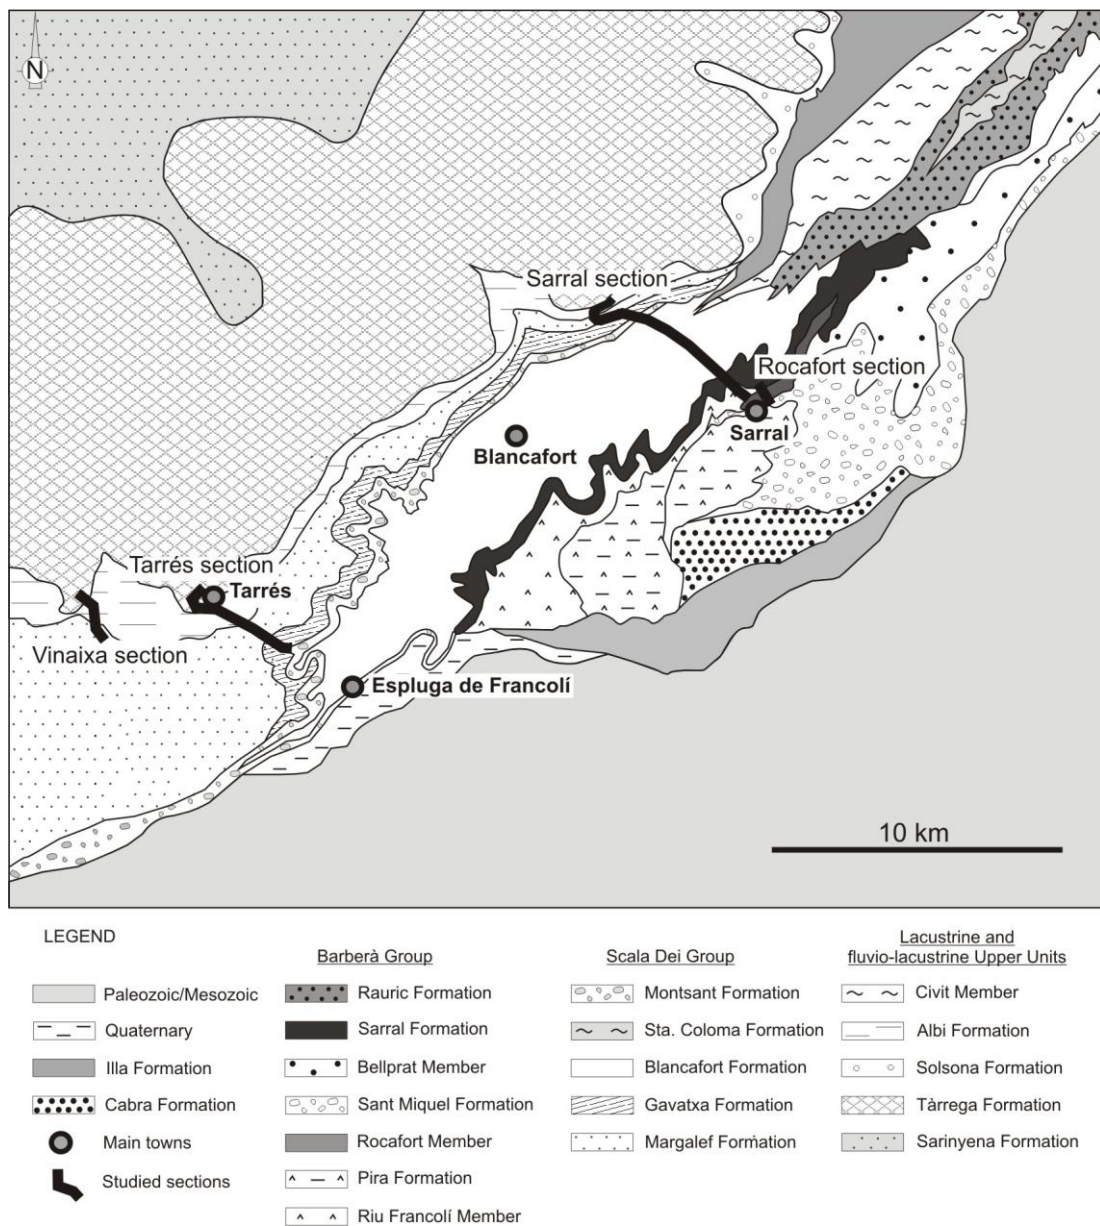 N
Sarral section
Rocafort section
Sarral
Blancafort
Tarrés section
Tarrés
Vinaixa section
Espluga de Francolí
10 km
LEGEND
Paleozoic/Mesozoic
Quaternary
Illa Formation
Cabra Formation
Main towns
Studied sections
Barberà Group
Rauric Formation
Sarral Formation
Bellprat Member
Sant Miquel Formation
Rocafort Member
Pira Formation
Riu Francolí Member
Scala Dei Group
Montsant Formation
Sta. Coloma Formation
Blancafort Formation
Gavatxa Formation
Margalef Formation
Lacustrine and
fluvio-lacustrine Upper Units
Civit Member
Albi Formation
Solsona Formation
Tàrrega Formation
Sarinyena Formation